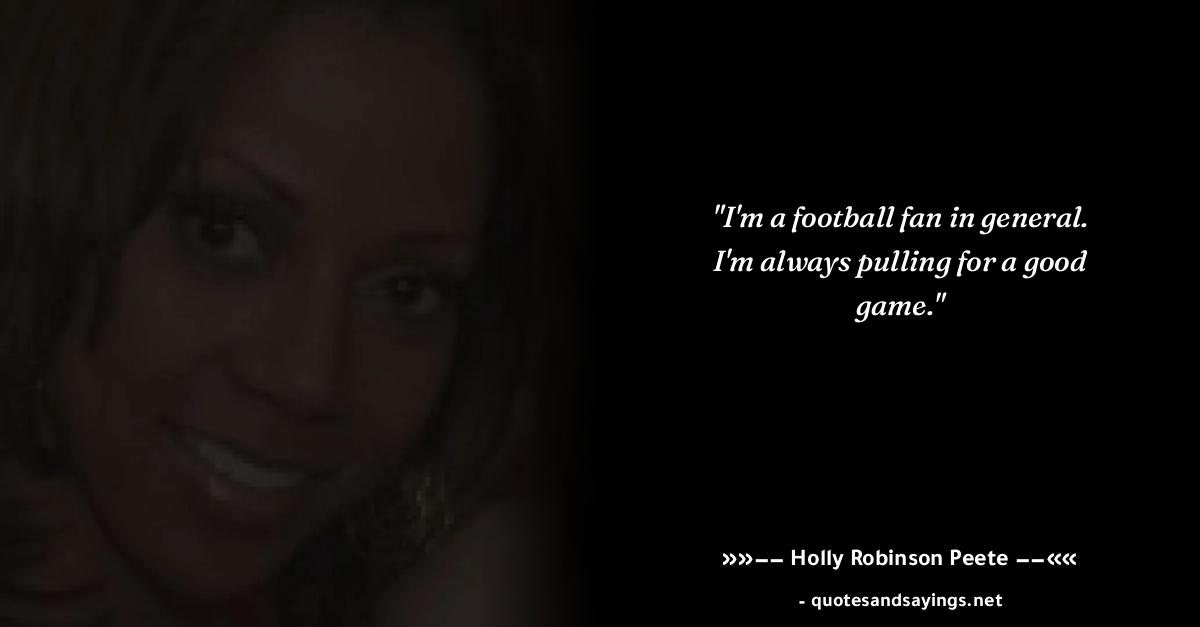 "I'm a football fan in general.
I'm always pulling for a good
game."
»»−− Holly Robinson Peete −−««
- quotesandsayings.net